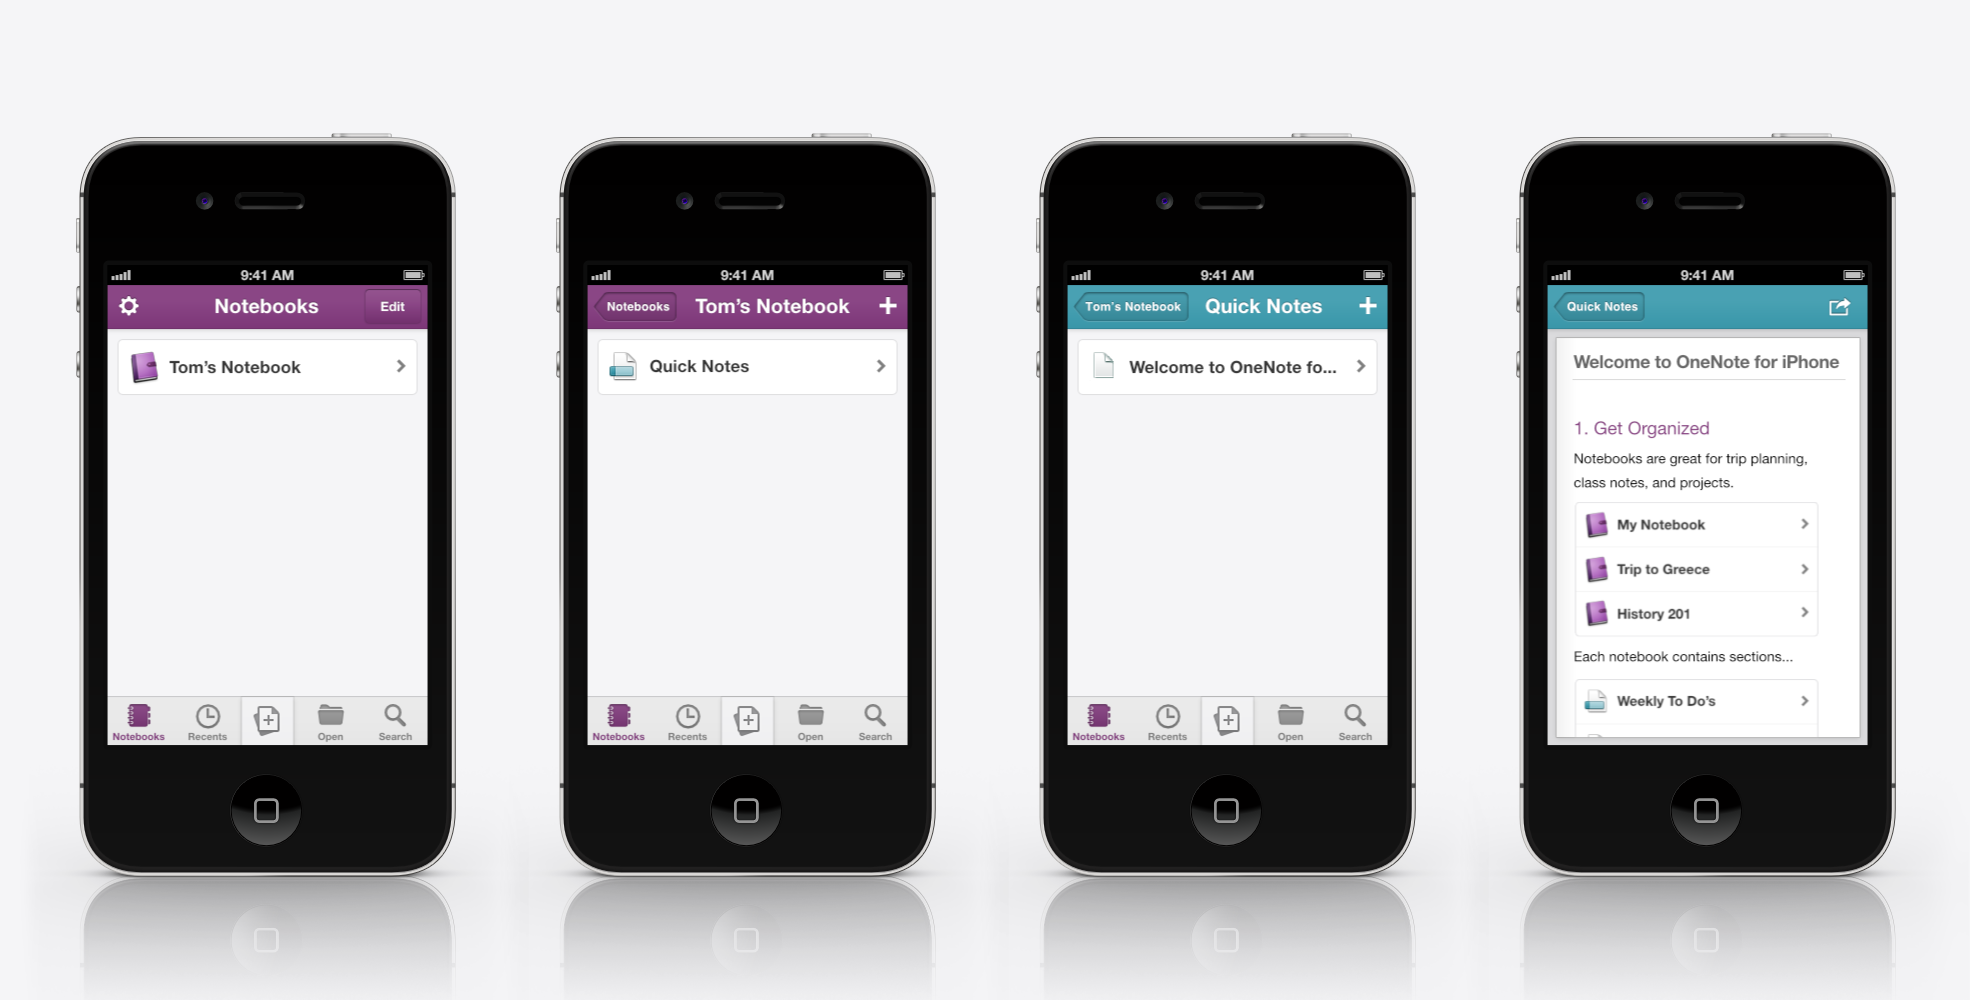 9:41 AM
Notebooks
Edit
Tom's Notebook
Notebooks
Recents
Open
Search
9:41 AM
Notebooks
Tom's Notebook
Quick Notes
Notebooks
Recents
Open
Search
9:41 AM
Tom's Notebook
Quick Notes
Welcome to OneNote fo...
Notebooks
Recents
Open
Search
9:41 AM
Quick Notes
Welcome to OneNote for iPhone
1. Get Organized
Notebooks are great for trip planning,
class notes, and projects.
My Notebook
Trip to Greece
History 201
Each notebook contains sections...
Weekly To Do's